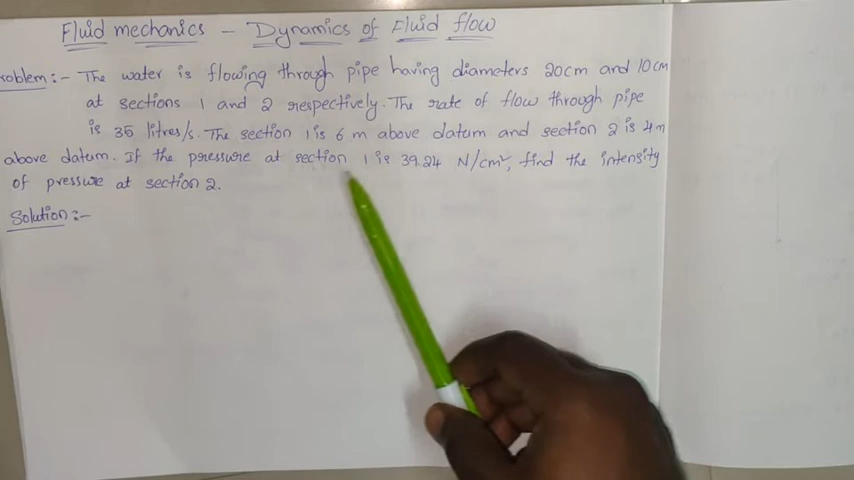 Fluid mechanics - Dynamics of Fluid flow
roblem:- The water is flowing through pipe having diameters 20cm and 10cm
at sections 1 and 2 respectively. The rate of flow through pipe
is 35 litres/s. The section 1 is 6 m above datum and section 2 is 4m
above datum. If the pressure at section 1 is 39.24 N/cm², find the intensity
of pressure at section 2.
Solution:-